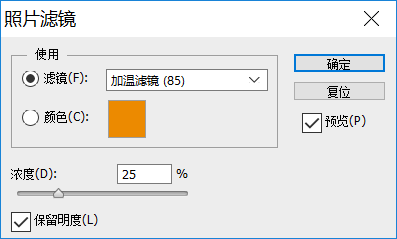 照片滤镜
使用
滤镜(F):
加温滤镜 (85)
颜色(C):
确定
复位
预览(P)
浓度(D):
25
%
保留明度(L)